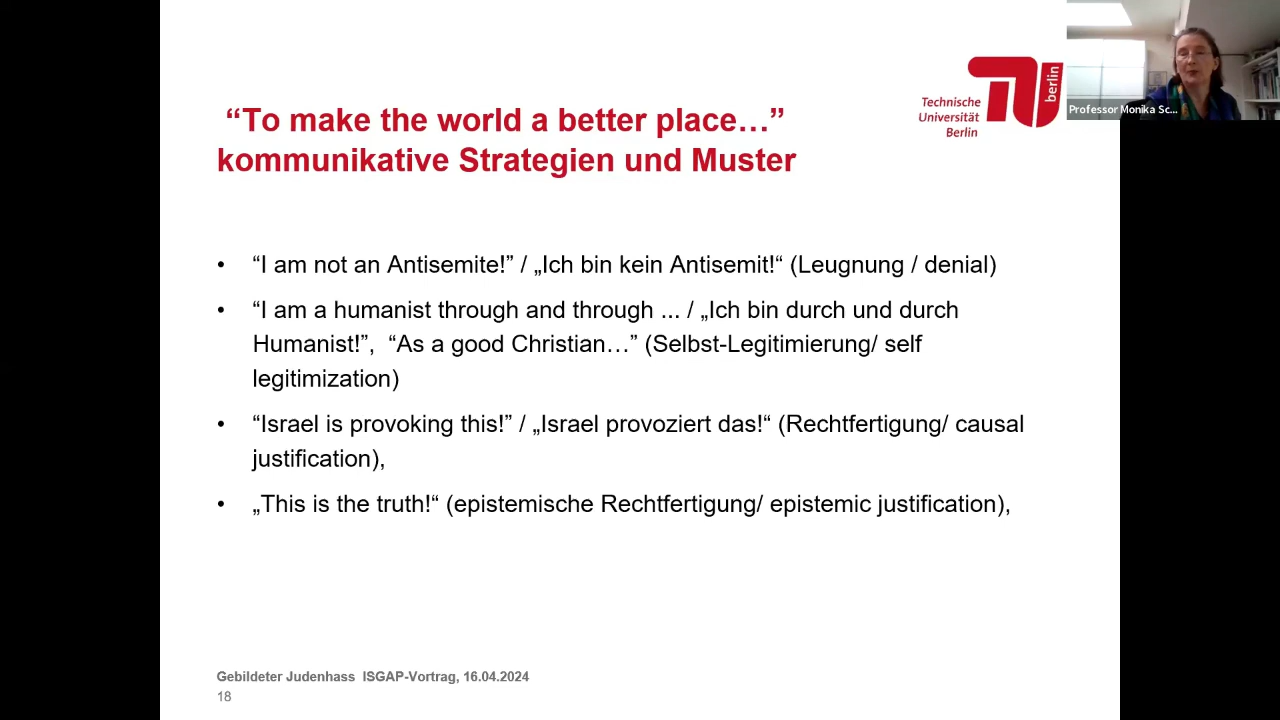 “To make the world a better place…”
kommunikative Strategien und Muster
Technische
Universität
Berlin
berlin
Professor Monika Sc...
• “I am not an Antisemite!” / „Ich bin kein Antisemit!“ (Leugnung / denial)
• “I am a humanist through and through ... / „Ich bin durch und durch
Humanist!”, “As a good Christian…” (Selbst-Legitimierung/ self
legitimization)
• “Israel is provoking this!” / „Israel provoziert das!“ (Rechtfertigung/ causal
justification),
• „This is the truth!“ (epistemische Rechtfertigung/ epistemic justification),
Gebildeter Judenhass ISGAP-Vortrag, 16.04.2024
18